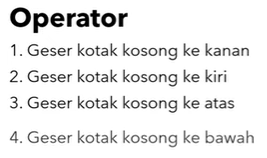 Operator
1. Geser kotak kosong ke kanan
2. Geser kotak kosong ke kiri
3. Geser kotak kosong ke atas
4. Geser kotak kosong ke bawah